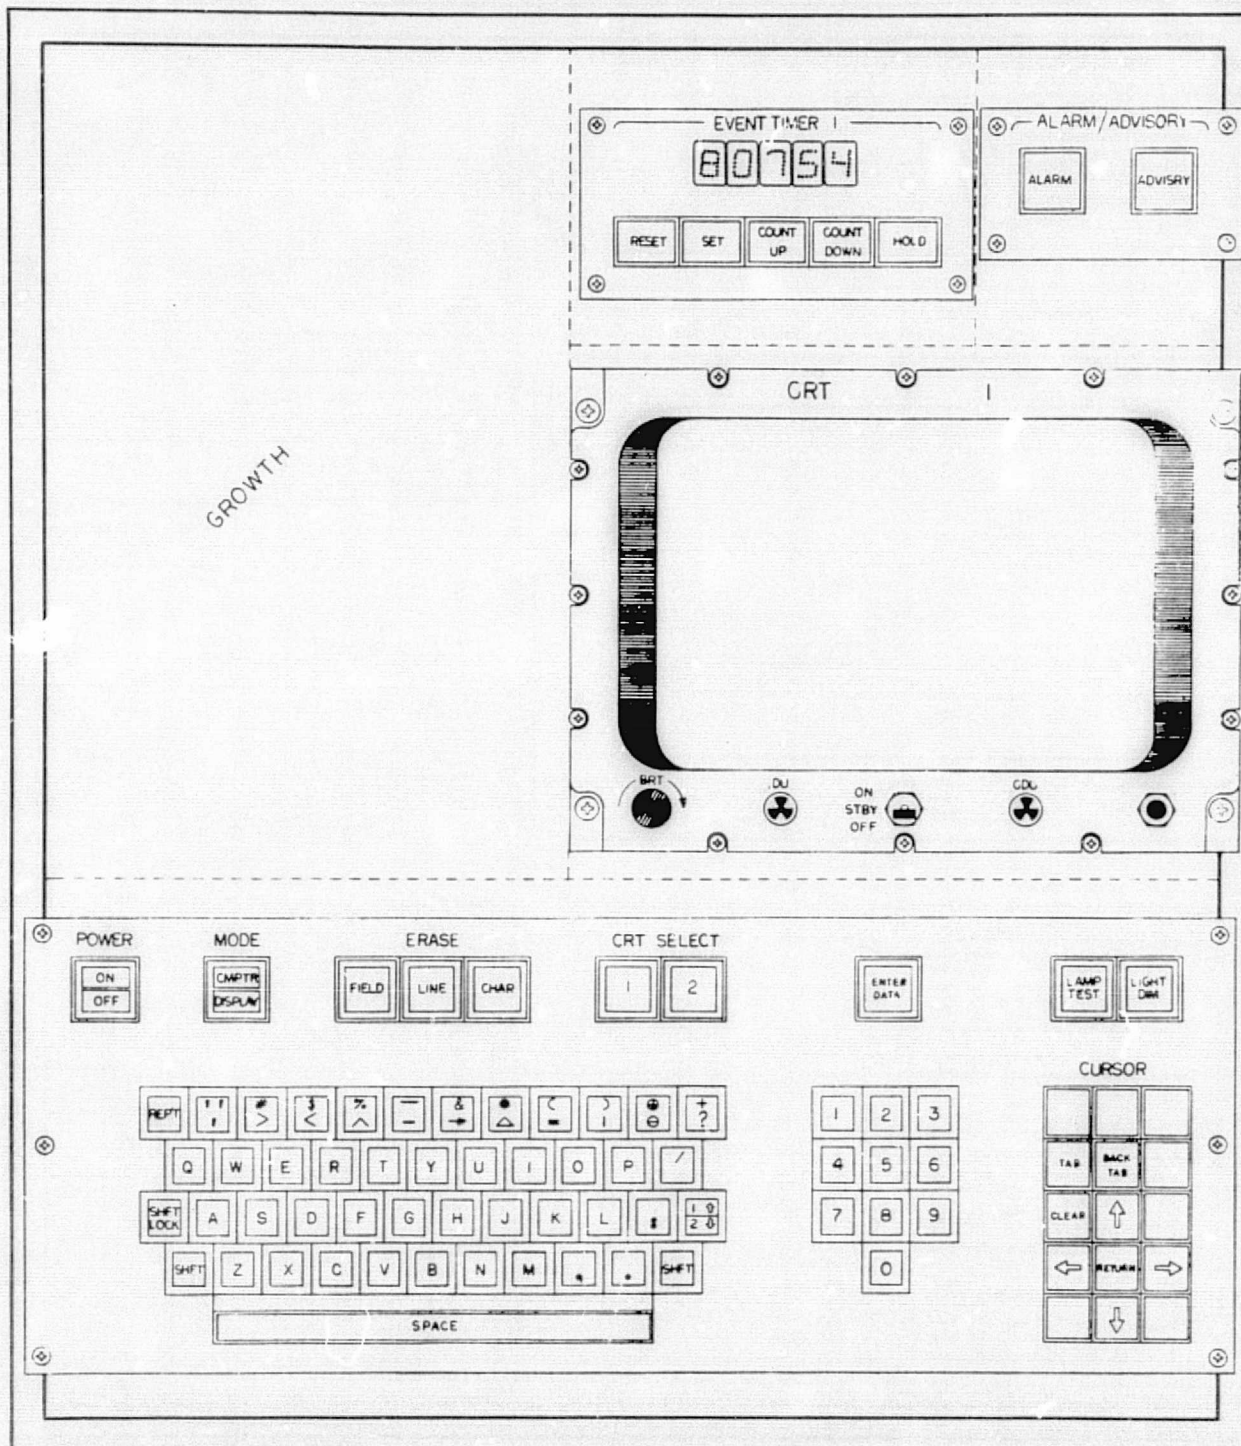 EVENT TIMER 1
80754
RESET SET COUNT UP COUNT DOWN HOLD
ALARM/ADVISORY
ALARM ADVISRY
GROWTH
CRT 1
BRT
ON
STBY
OFF
POWER MODE ERASE CRT SELECT
ON
OFF
CMPTR
DISPLAY
FIELD LINE CHAR
1 2
ENTER
DATA
LAMP
TEST
LIGHT
DIM
CURSOR
REPT
" # $ % & ( ) +
' > < ?
Q W E R T Y U I O P /
SHFT
LOCK
A S D F G H J K L
1 ⇧
2 ⇩
SHFT Z X C V B N M , . SHFT
SPACE
1 2 3
4 5 6
7 8 9
0
TAB BACK TAB
CLEAR ⇧
⇦ RETURN ⇨
⇩